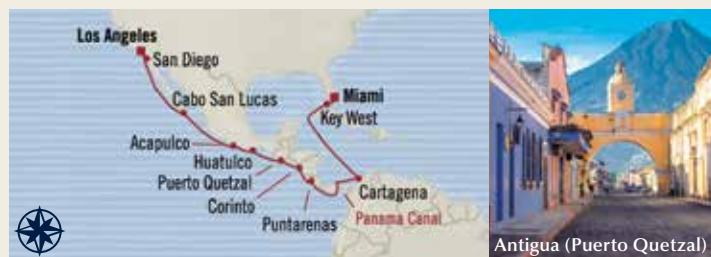 Los Angeles
San Diego
Cabo San Lucas
Miami
Key West
Acapulco
Huatulco
Puerto Quetzal
Corinto
Puntarenas
Cartagena
Panama Canal
Antigua (Puerto Quetzal)